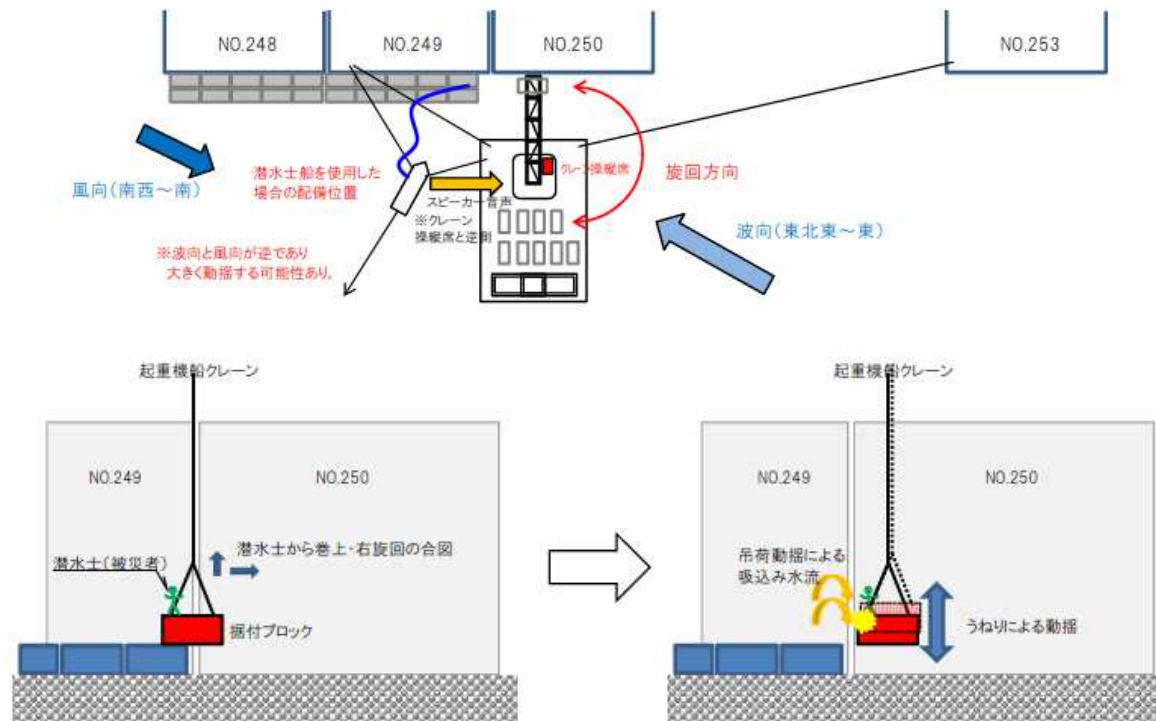 NO.248
NO.249
NO.250
NO.253
風向(南西～南)
潜水士船を使用した
場合の配備位置
スピーカー音声
※クレーン
操縦席と逆側
クレーン操縦席
旋回方向
波向(東北東～東)
※波向と風向が逆であり
大きく動揺する可能性あり。
起重機船クレーン
NO.249
NO.250
潜水士から巻上・右旋回の合図
潜水士(被災者)
据付ブロック
起重機船クレーン
NO.249
NO.250
吊荷動揺による
吸込み水流
うねりによる動揺